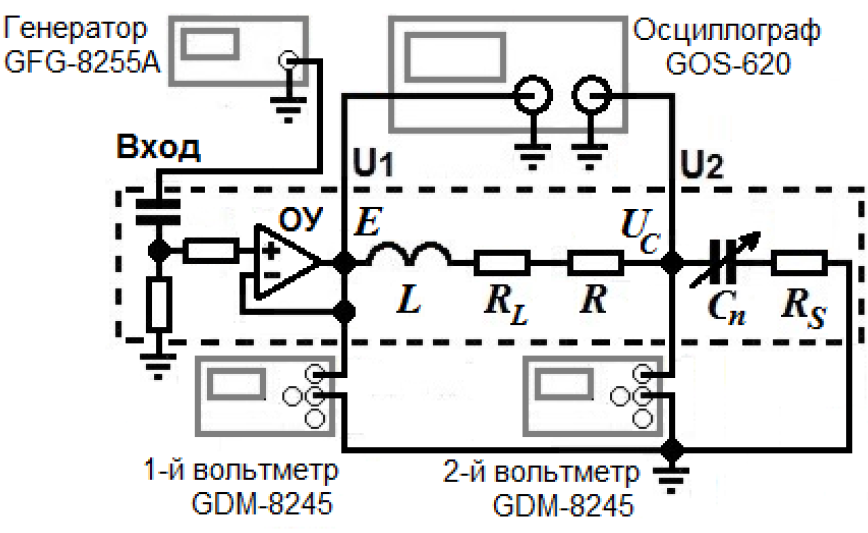 Генератор
GFG-8255A
Осциллограф
GOS-620
Вход
U1
U2
ОУ
E
U_C
+
−
L
R_L
R
C_n
R_S
1-й вольтметр
GDM-8245
2-й вольтметр
GDM-8245